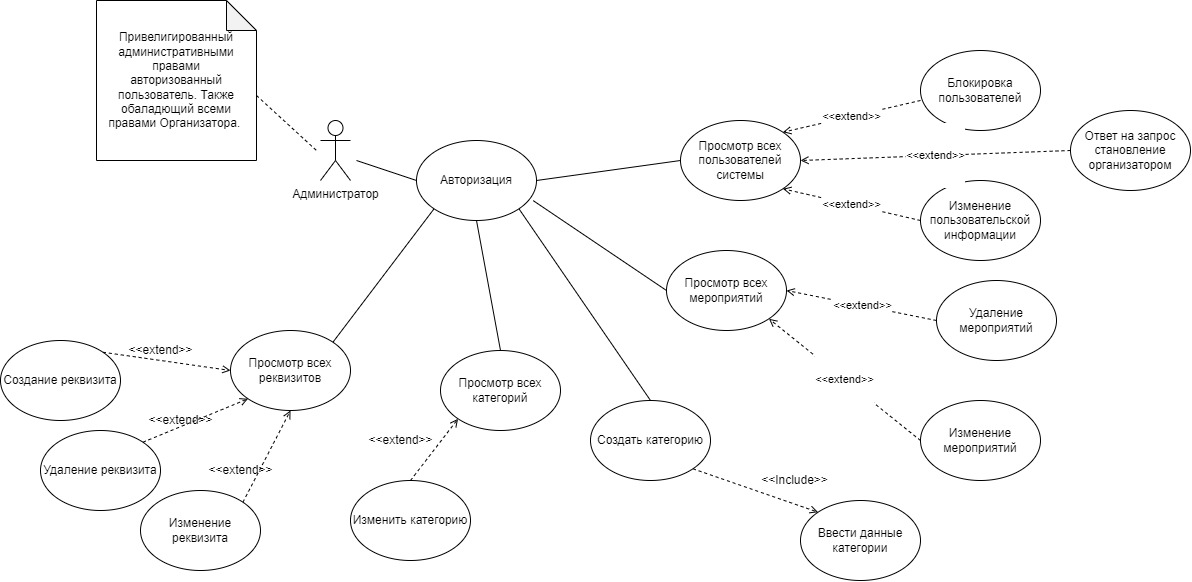 Привелигированный
административными
правами
авторизованный
пользователь. Также
обаладющий всеми
правами Организатора.
Администратор
Авторизация
Просмотр всех
пользователей
системы
<<extend>>
Блокировка
пользователей
<<extend>>
Ответ на запрос
становление
организатором
<<extend>>
Изменение
пользовательской
информации
Просмотр всех
мероприятий
<<extend>>
Удаление
мероприятий
<<extend>>
Изменение
мероприятий
Просмотр всех
реквизитов
<<extend>>
Создание реквизита
<<extend>>
Удаление реквизита
<<extend>>
Изменение
реквизита
Просмотр всех
категорий
<<extend>>
Изменить категорию
Создать категорию
<<Include>>
Ввести данные
категории